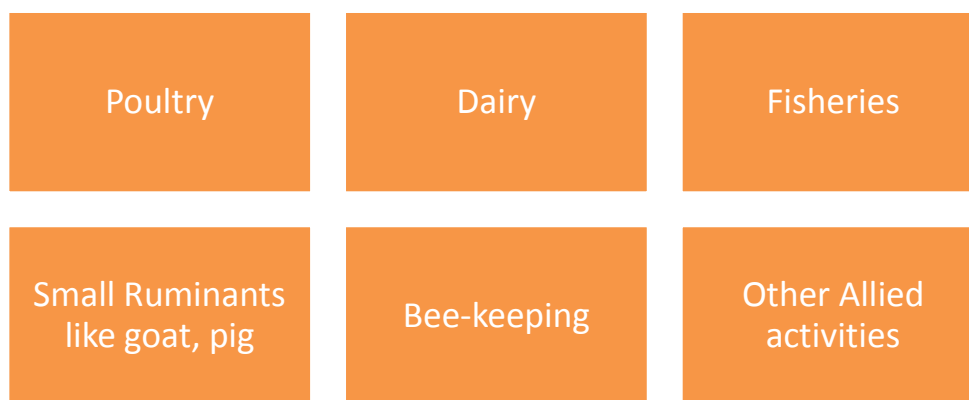 Poultry
Dairy
Fisheries
Small Ruminants
like goat, pig
Bee-keeping
Other Allied
activities